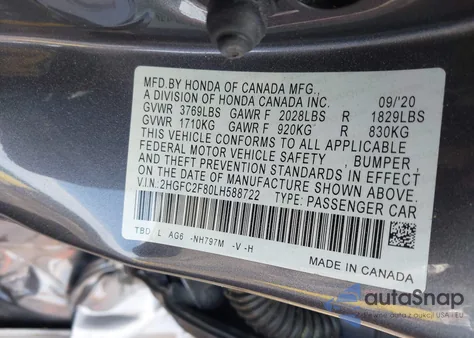 MFD.BY HONDA OF CANADA MFG.,
A DIVISION OF HONDA CANADA INC. 09/'20
GVWR 3769LBS GAWR F 2028LBS R 1829LBS
GVWR 1710KG GAWR F 920KG R 830KG
THIS VEHICLE CONFORMS TO ALL APPLICABLE
FEDERAL MOTOR VEHICLE SAFETY, BUMPER,
AND THEFT PREVENTION STANDARDS IN EFFECT
ON THE DATE OF MANUFACTURE SHOWN ABOVE.
V.I.N.:2HGFC2F80LH588722 TYPE: PASSENGER CAR
TBD L AG6 -NH797M -V -H
MADE IN CANADA
autoSnap